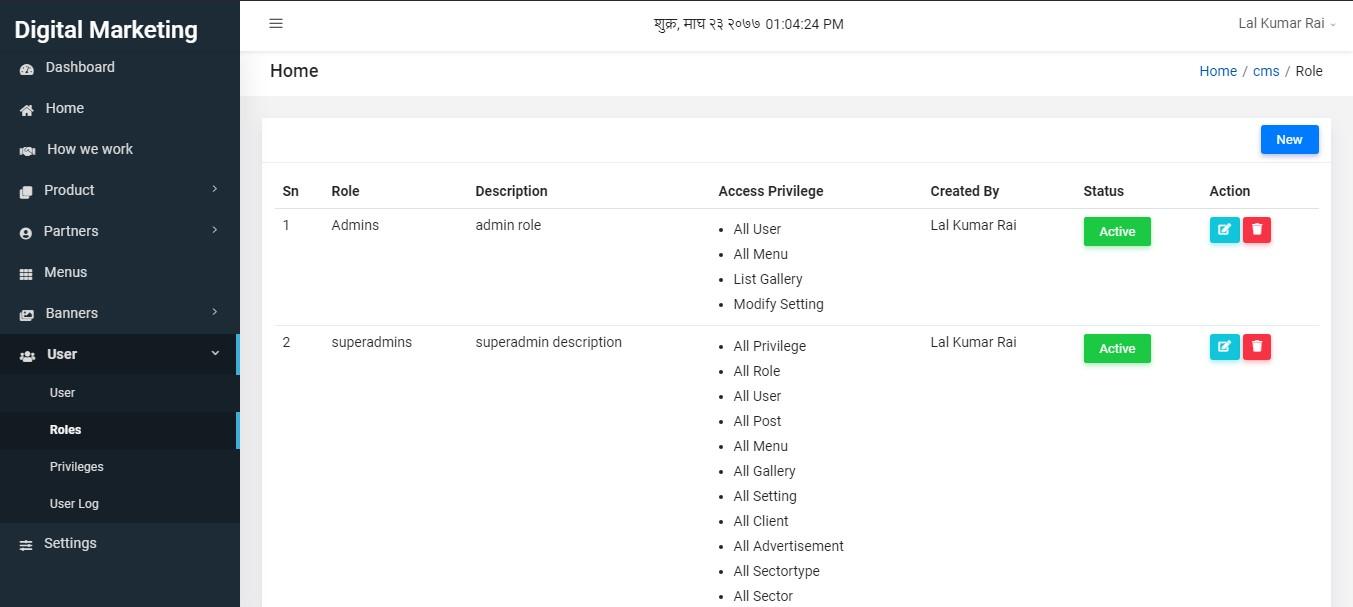 Digital Marketing
शुक्र, माघ २३ २०७७ 01:04:24 PM
Lal Kumar Rai
Dashboard
Home
How we work
Product
Partners
Menus
Banners
User
User
Roles
Privileges
User Log
Settings
Home
Home / cms / Role
New
Sn Role Description Access Privilege Created By Status Action
1 Admins admin role All User Lal Kumar Rai Active
All Menu
List Gallery
Modify Setting
2 superadmins superadmin description All Privilege Lal Kumar Rai Active
All Role
All User
All Post
All Menu
All Gallery
All Setting
All Client
All Advertisement
All Sectortype
All Sector